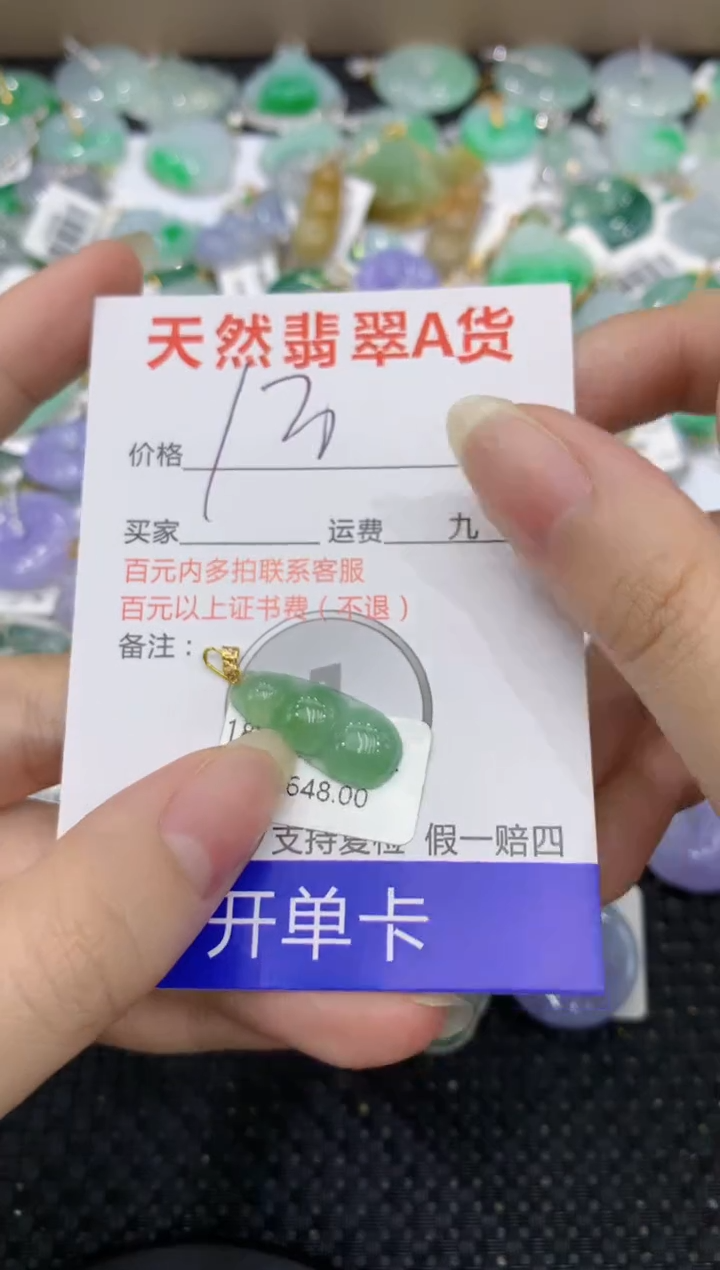 天然翡翠A货
价格
买家 运费 九
百元内多拍联系客服
百元以上证书费（不退）
备注：
18
648.00
支持复检 假一赔四
开单卡